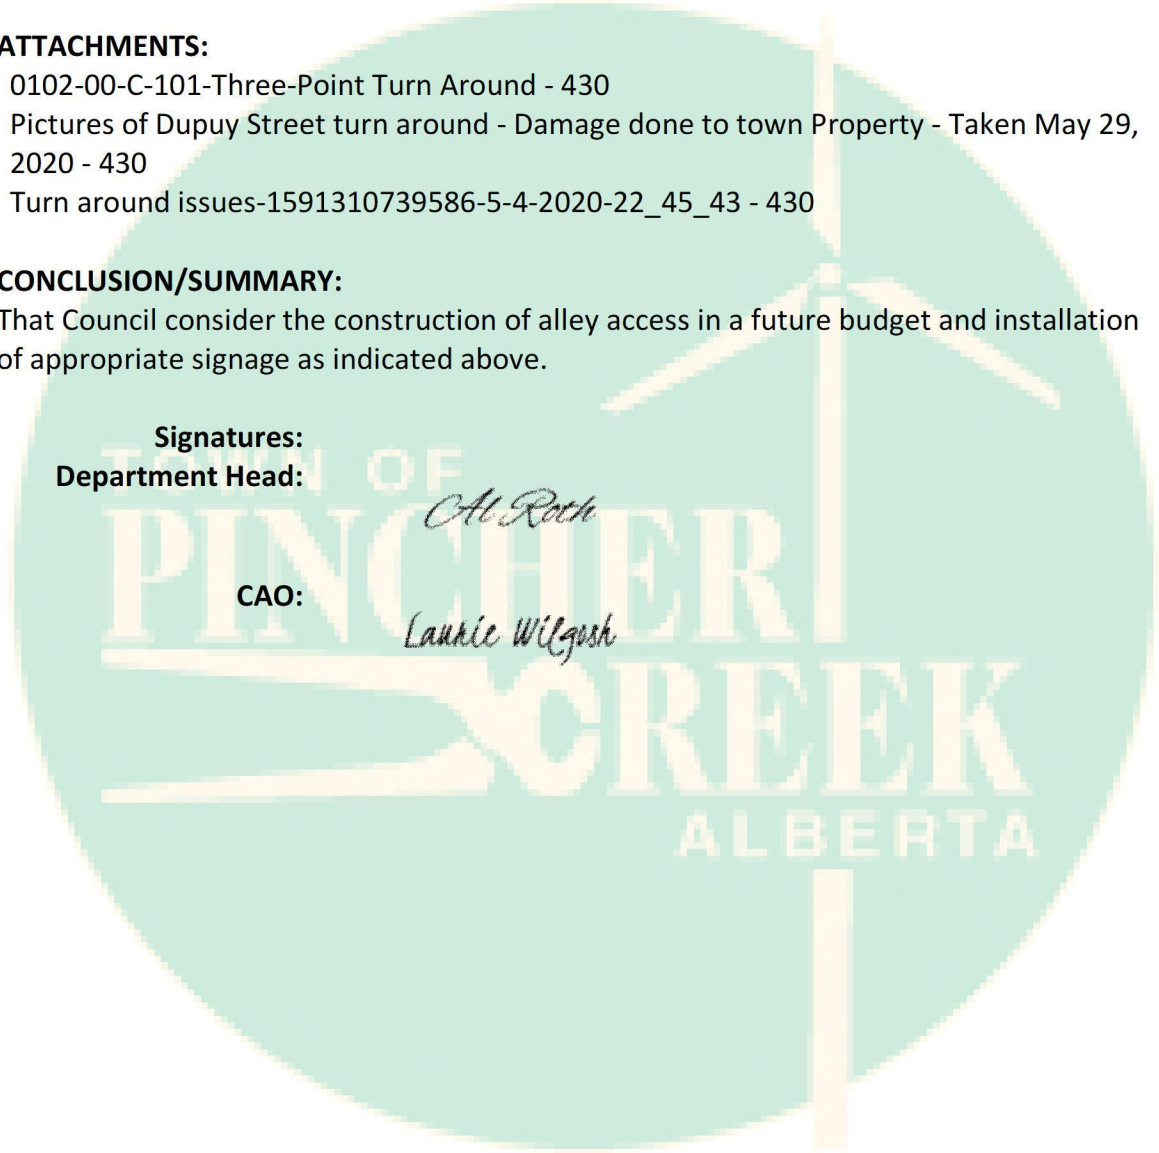 ATTACHMENTS:
0102-00-C-101-Three-Point Turn Around - 430
Pictures of Dupuy Street turn around - Damage done to town Property - Taken May 29,
2020 - 430
Turn around issues-1591310739586-5-4-2020-22_45_43 - 430
CONCLUSION/SUMMARY:
That Council consider the construction of alley access in a future budget and installation
of appropriate signage as indicated above.
Signatures:
Department Head:
Al Roth
CAO:
Laurie Wilgosh
TOWN OF
PINCHER
CREEK
ALBERTA